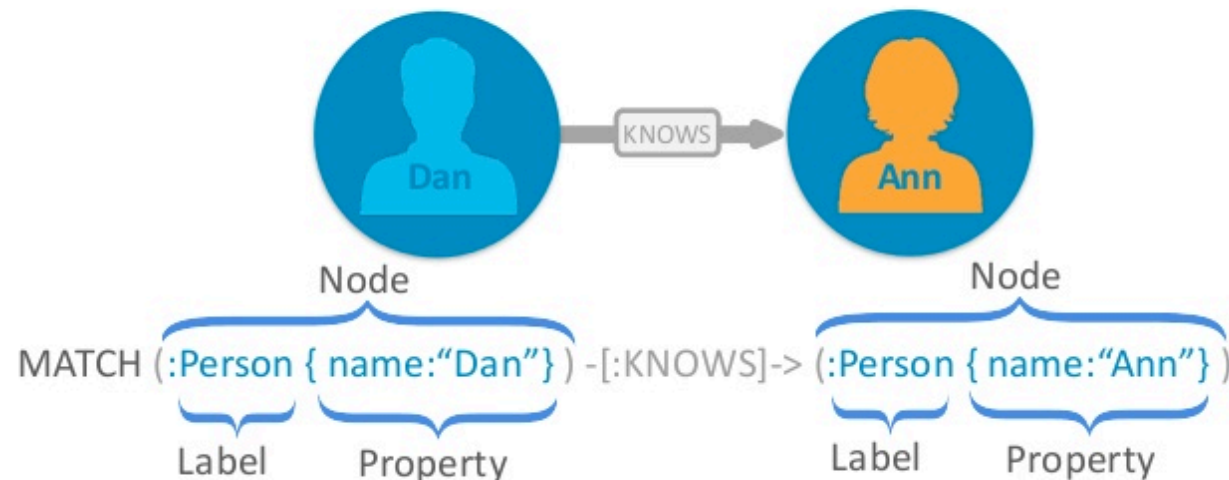 KNOWS
Dan
Ann
Node
Node
MATCH (:Person { name:“Dan”} ) -[:KNOWS]-> (:Person { name:“Ann”} )
Label
Property
Label
Property